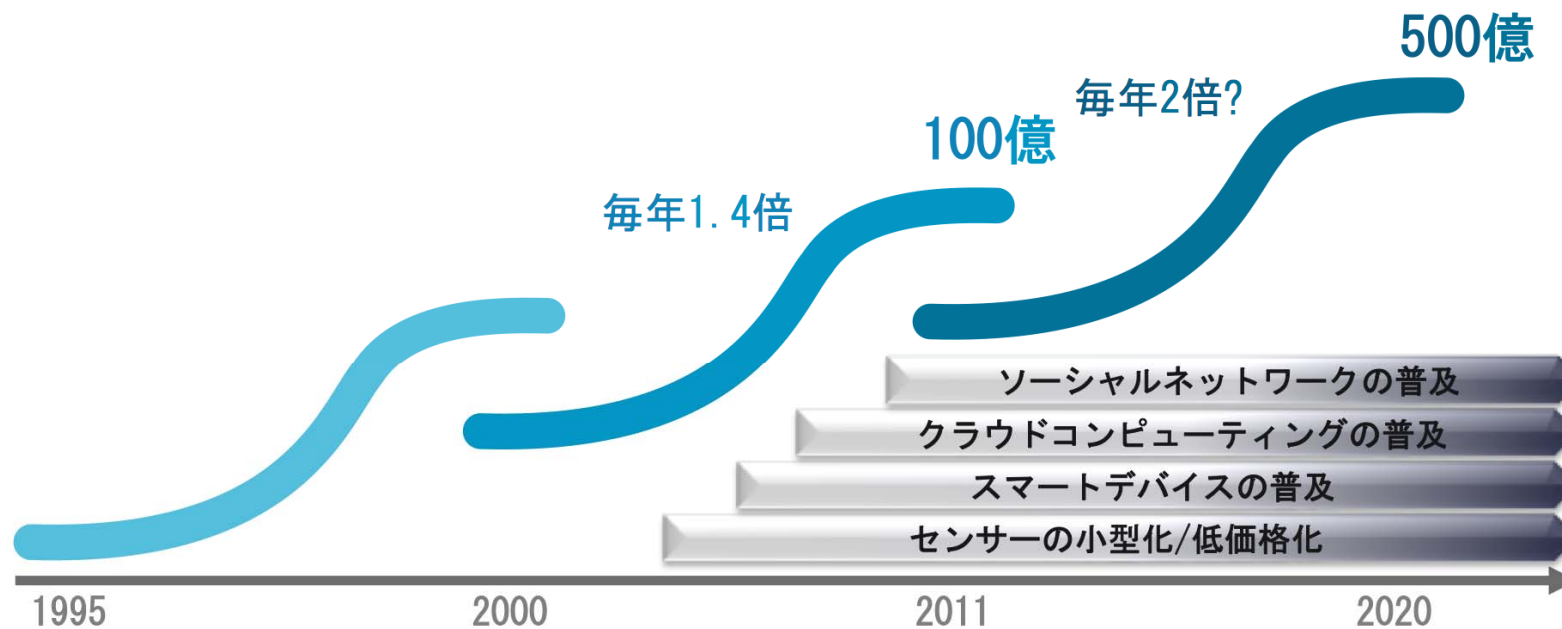 500億
毎年2倍?
100億
毎年1.4倍
ソーシャルネットワークの普及
クラウドコンピューティングの普及
スマートデバイスの普及
センサーの小型化/低価格化
1995
2000
2011
2020